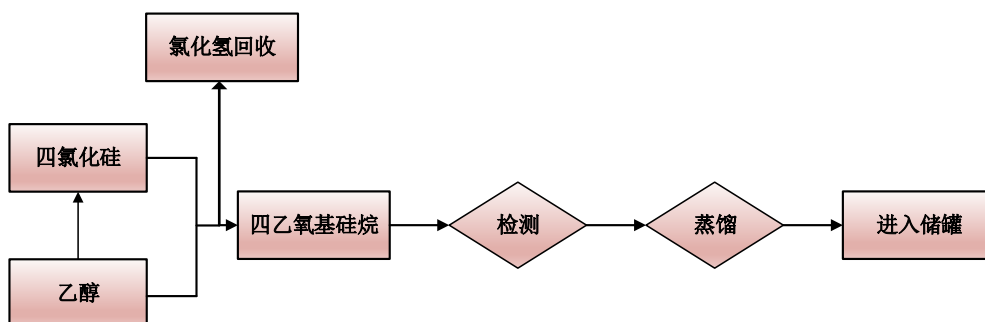 氯化氢回收
四氯化硅
四乙氧基硅烷
检测
蒸馏
进入储罐
乙醇